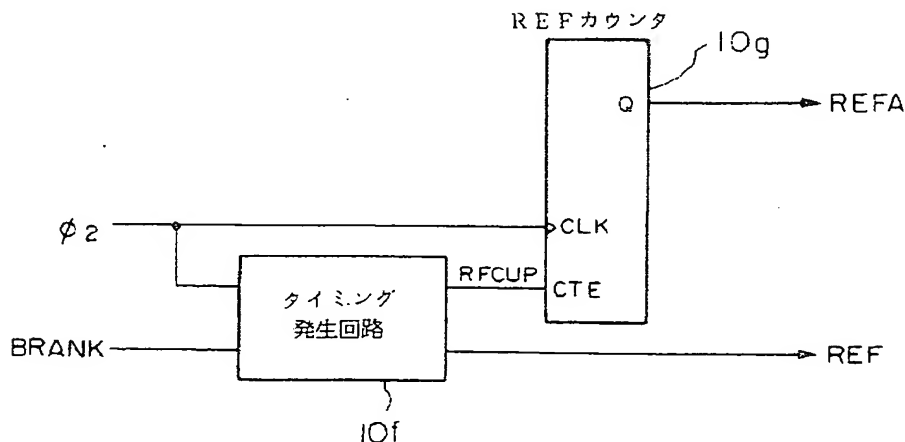 REFカウンタ
10g
Q
REFA
φ2
CLK
RFCUP
CTE
タイミング
発生回路
BRANK
REF
10f